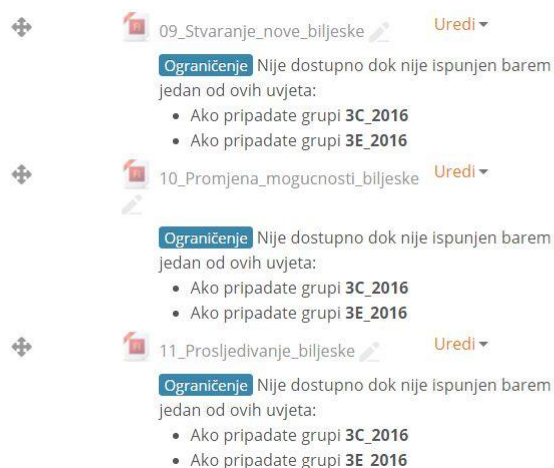 09_Stvaranje_nove_biljeske Uredi
Ograničenje Nije dostupno dok nije ispunjen barem
jedan od ovih uvjeta:
• Ako pripadate grupi 3C_2016
• Ako pripadate grupi 3E_2016
10_Promjena_mogucnosti_biljeske Uredi
Ograničenje Nije dostupno dok nije ispunjen barem
jedan od ovih uvjeta:
• Ako pripadate grupi 3C_2016
• Ako pripadate grupi 3E_2016
11_Prosljedivanje_biljeske Uredi
Ograničenje Nije dostupno dok nije ispunjen barem
jedan od ovih uvjeta:
• Ako pripadate grupi 3C_2016
• Ako pripadate grupi 3E_2016